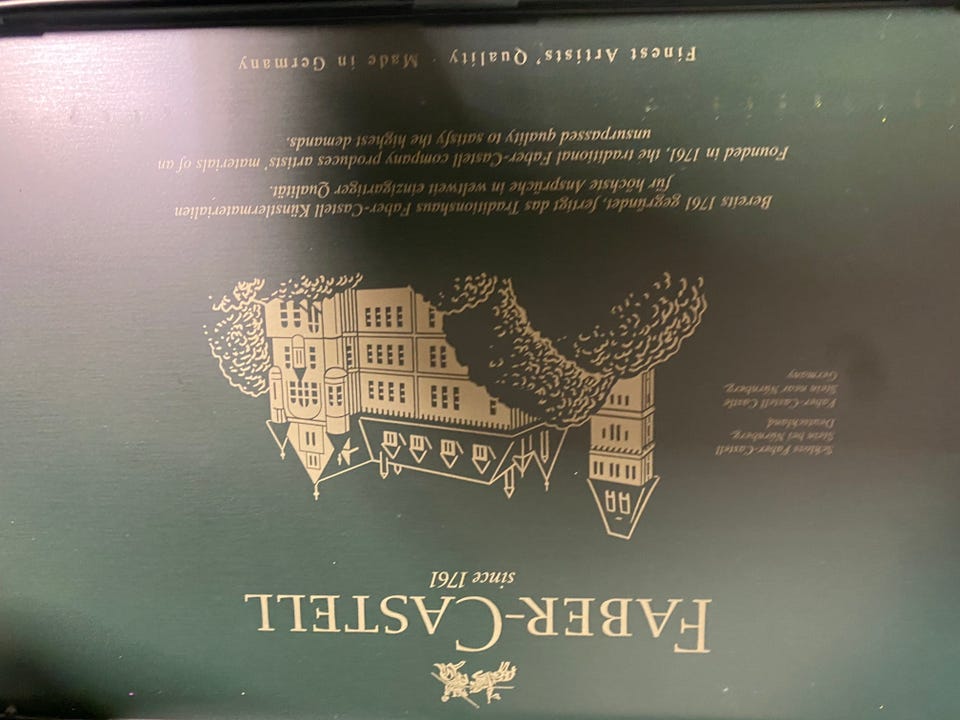 FABER-CASTELL
since 1761
Schloss Faber-Castell
Stein bei Nürnberg,
Deutschland
Faber-Castell Castle
Stein near Nürnberg,
Germany
Bereits 1761 gegründet, fertigt das Traditionshaus Faber-Castell Künstlermaterialien
für höchste Ansprüche in weltweit einzigartiger Qualität.
Founded in 1761, the traditional Faber-Castell company produces artists' materials of an
unsurpassed quality to satisfy the highest demands.
Finest Artists' Quality · Made in Germany